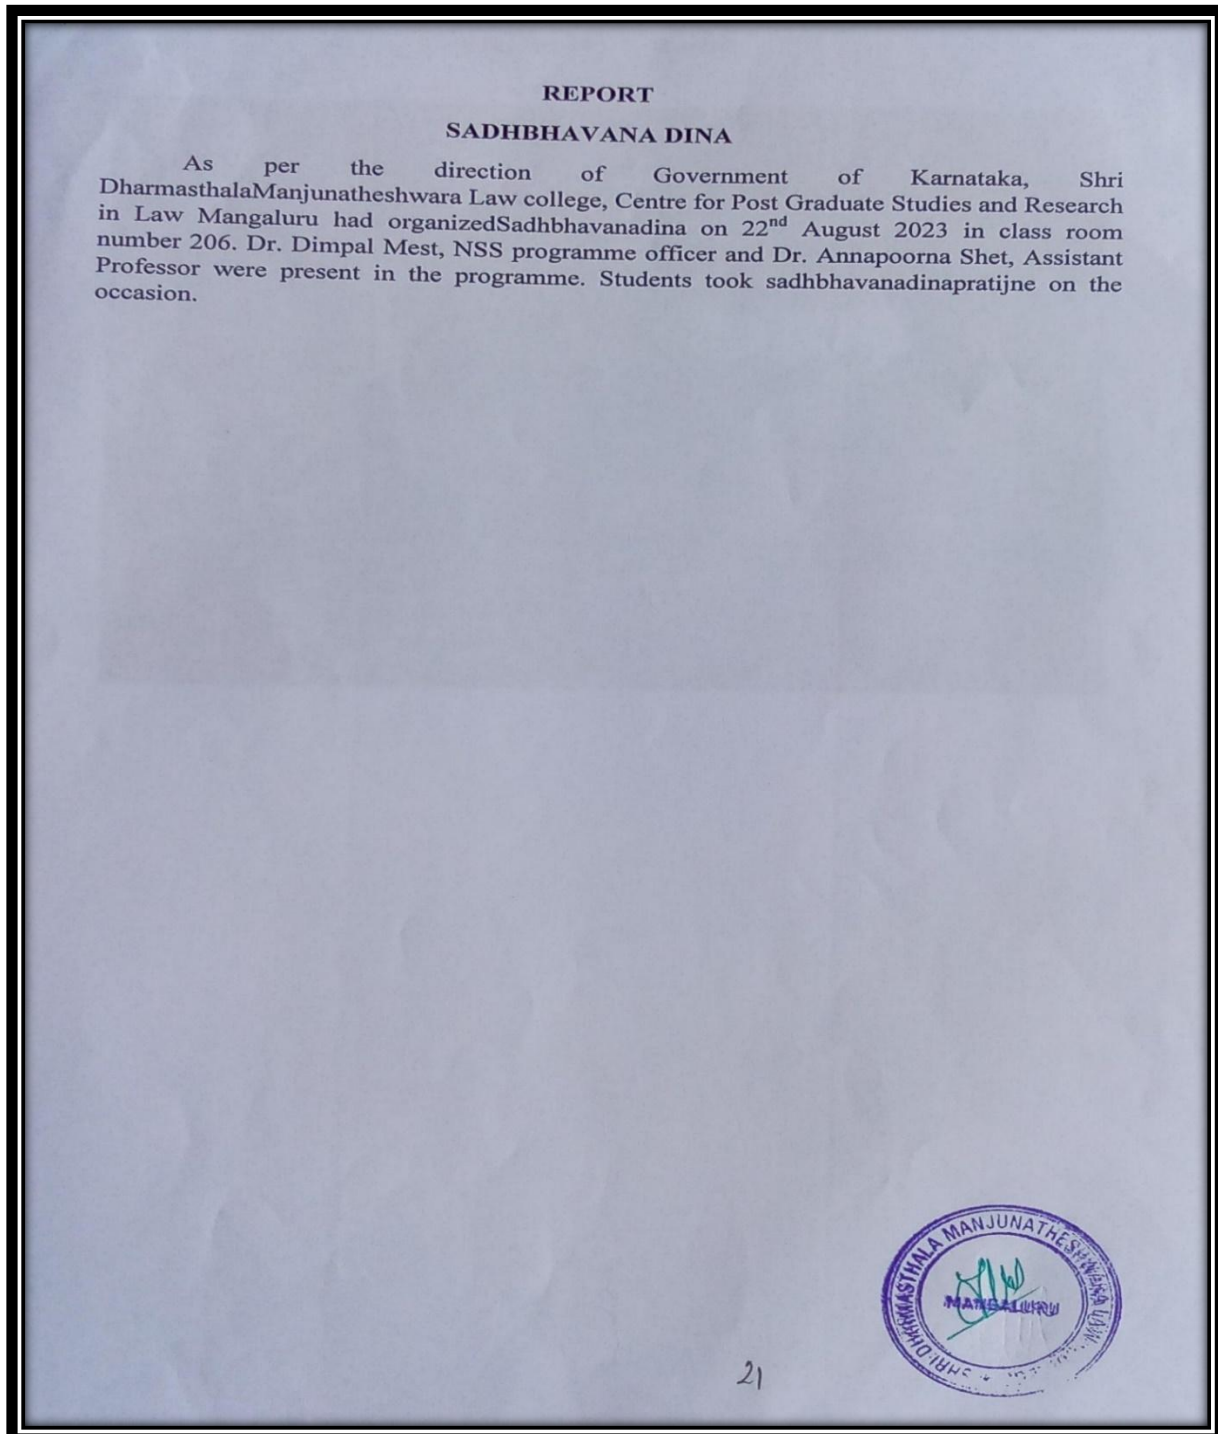 REPORT
SADHBHAVANA DINA
As per the direction of Government of Karnataka, Shri
DharmasthalaManjunatheshwara Law college, Centre for Post Graduate Studies and Research
in Law Mangaluru had organizedSadhbhavanadina on 22nd August 2023 in class room
number 206. Dr. Dimpal Mest, NSS programme officer and Dr. Annapoorna Shet, Assistant
Professor were present in the programme. Students took sadhbhavanadinapratijne on the
occasion.
SHRI DHARMASTHALA MANJUNATHESHWARA LAW
MANGALURU
21